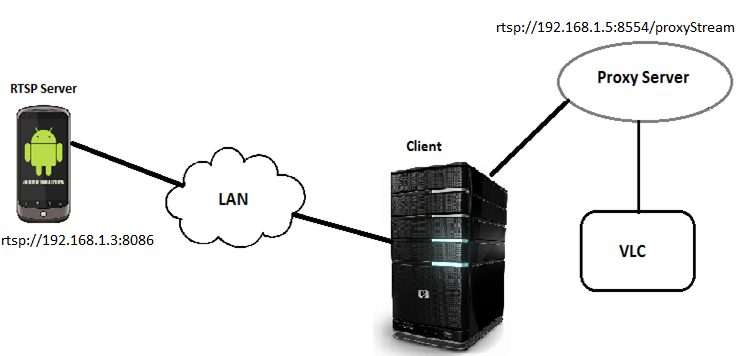 rtsp://192.168.1.5:8554/proxyStream
Proxy Server
RTSP Server
Client
LAN
VLC
rtsp://192.168.1.3:8086